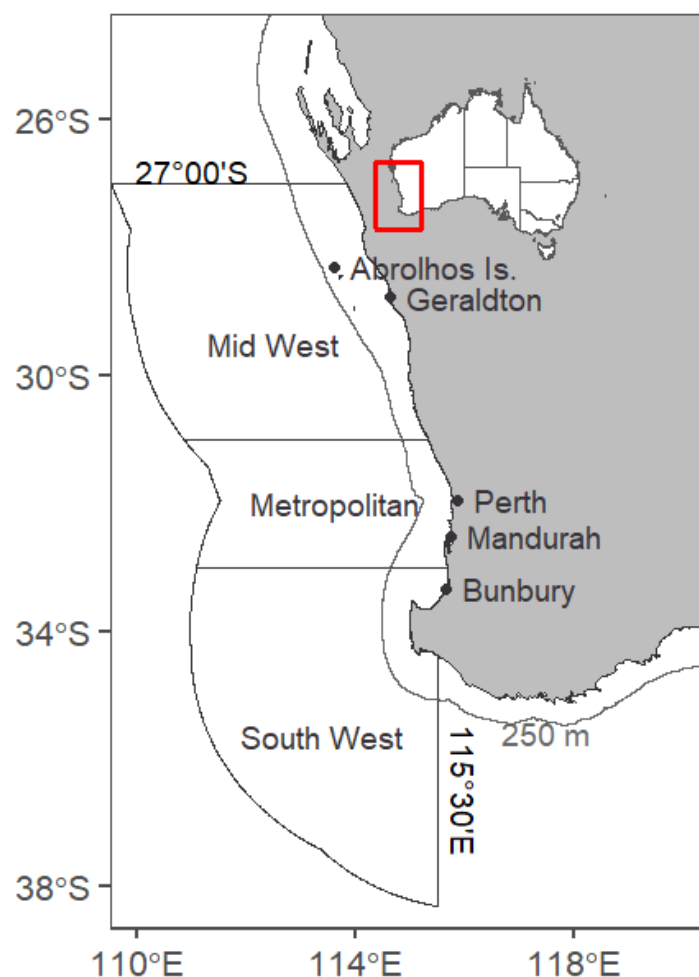 26°S
27°00'S
Abrolhos Is.
Geraldton
Mid West
30°S
Metropolitan
Perth
Mandurah
Bunbury
34°S
South West
250 m
115°30'E
38°S
110°E
114°E
118°E